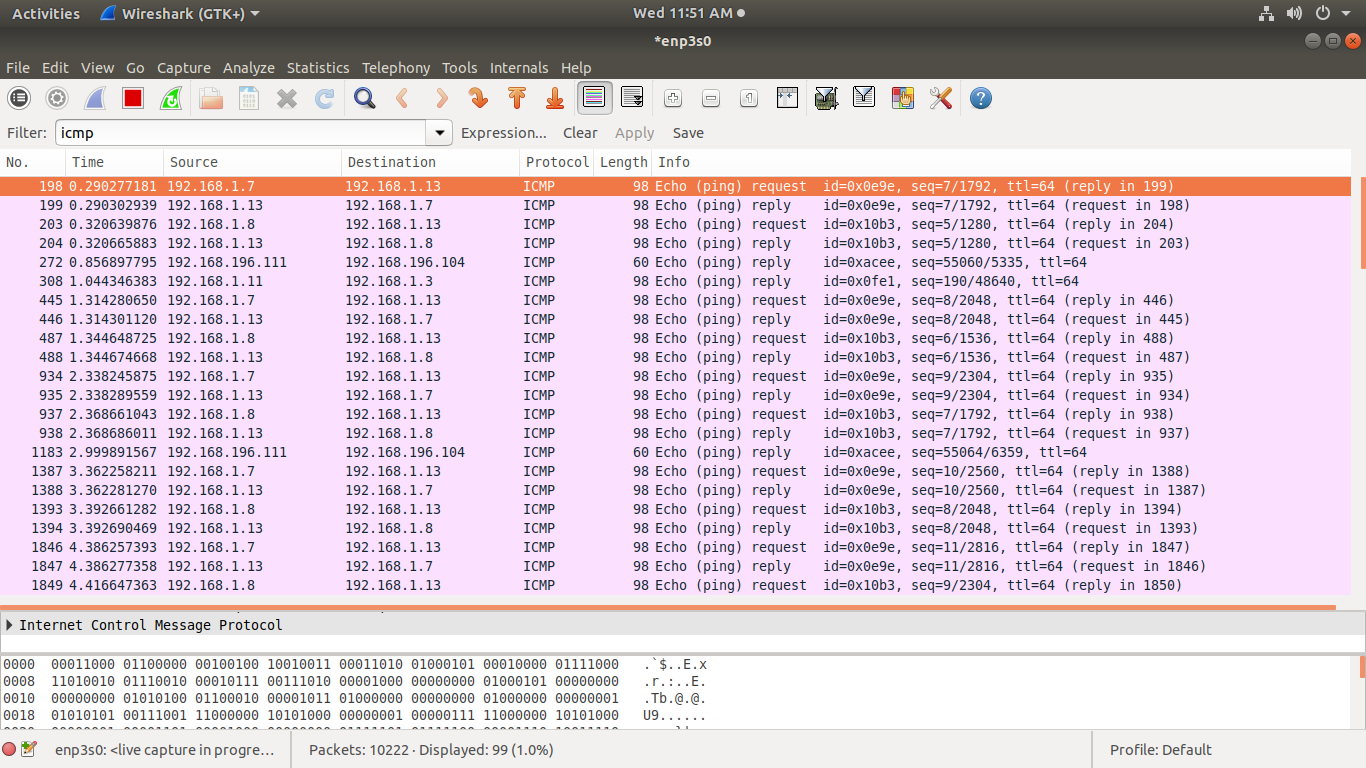 Activities Wireshark (GTK+) Wed 11:51 AM
*enp3s0
File Edit View Go Capture Analyze Statistics Telephony Tools Internals Help
Filter: icmp Expression... Clear Apply Save
No. Time Source Destination Protocol Length Info
198 0.290277181 192.168.1.7 192.168.1.13 ICMP 98 Echo (ping) request id=0x0e9e, seq=7/1792, ttl=64 (reply in 199)
199 0.290302939 192.168.1.13 192.168.1.7 ICMP 98 Echo (ping) reply id=0x0e9e, seq=7/1792, ttl=64 (request in 198)
203 0.320639876 192.168.1.8 192.168.1.13 ICMP 98 Echo (ping) request id=0x10b3, seq=5/1280, ttl=64 (reply in 204)
204 0.320665883 192.168.1.13 192.168.1.8 ICMP 98 Echo (ping) reply id=0x10b3, seq=5/1280, ttl=64 (request in 203)
272 0.856897795 192.168.196.111 192.168.196.104 ICMP 60 Echo (ping) reply id=0xacee, seq=55060/5335, ttl=64
308 1.044346383 192.168.1.11 192.168.1.3 ICMP 98 Echo (ping) reply id=0x0fe1, seq=190/48640, ttl=64
445 1.314280650 192.168.1.7 192.168.1.13 ICMP 98 Echo (ping) request id=0x0e9e, seq=8/2048, ttl=64 (reply in 446)
446 1.314301120 192.168.1.13 192.168.1.7 ICMP 98 Echo (ping) reply id=0x0e9e, seq=8/2048, ttl=64 (request in 445)
487 1.344648725 192.168.1.8 192.168.1.13 ICMP 98 Echo (ping) request id=0x10b3, seq=6/1536, ttl=64 (reply in 488)
488 1.344674668 192.168.1.13 192.168.1.8 ICMP 98 Echo (ping) reply id=0x10b3, seq=6/1536, ttl=64 (request in 487)
934 2.338245875 192.168.1.7 192.168.1.13 ICMP 98 Echo (ping) request id=0x0e9e, seq=9/2304, ttl=64 (reply in 935)
935 2.338289559 192.168.1.13 192.168.1.7 ICMP 98 Echo (ping) reply id=0x0e9e, seq=9/2304, ttl=64 (request in 934)
937 2.368661043 192.168.1.8 192.168.1.13 ICMP 98 Echo (ping) request id=0x10b3, seq=7/1792, ttl=64 (reply in 938)
938 2.368686011 192.168.1.13 192.168.1.8 ICMP 98 Echo (ping) reply id=0x10b3, seq=7/1792, ttl=64 (request in 937)
1183 2.999891567 192.168.196.111 192.168.196.104 ICMP 60 Echo (ping) reply id=0xacee, seq=55064/6359, ttl=64
1387 3.362258211 192.168.1.7 192.168.1.13 ICMP 98 Echo (ping) request id=0x0e9e, seq=10/2560, ttl=64 (reply in 1388)
1388 3.362281270 192.168.1.13 192.168.1.7 ICMP 98 Echo (ping) reply id=0x0e9e, seq=10/2560, ttl=64 (request in 1387)
1393 3.392661282 192.168.1.8 192.168.1.13 ICMP 98 Echo (ping) request id=0x10b3, seq=8/2048, ttl=64 (reply in 1394)
1394 3.392690469 192.168.1.13 192.168.1.8 ICMP 98 Echo (ping) reply id=0x10b3, seq=8/2048, ttl=64 (request in 1393)
1846 4.386257393 192.168.1.7 192.168.1.13 ICMP 98 Echo (ping) request id=0x0e9e, seq=11/2816, ttl=64 (reply in 1847)
1847 4.386277358 192.168.1.13 192.168.1.7 ICMP 98 Echo (ping) reply id=0x0e9e, seq=11/2816, ttl=64 (request in 1846)
1849 4.416647363 192.168.1.8 192.168.1.13 ICMP 98 Echo (ping) request id=0x10b3, seq=9/2304, ttl=64 (reply in 1850)
Internet Control Message Protocol
0000 00011000 01100000 00100100 10010011 00011010 01000101 00010000 01111000 .`$..E.x
0008 11010010 01110010 00010111 00111010 00001000 00000000 01000101 00000000 .r.:..E.
0010 00000000 01010100 01100010 00001011 01000000 00000000 01000000 00000001 .Tb.@.@.
0018 01010101 00111001 11000000 10101000 00000001 00000111 11000000 10101000 U9......
enp3s0: <live capture in progre... Packets: 10222 · Displayed: 99 (1.0%) Profile: Default